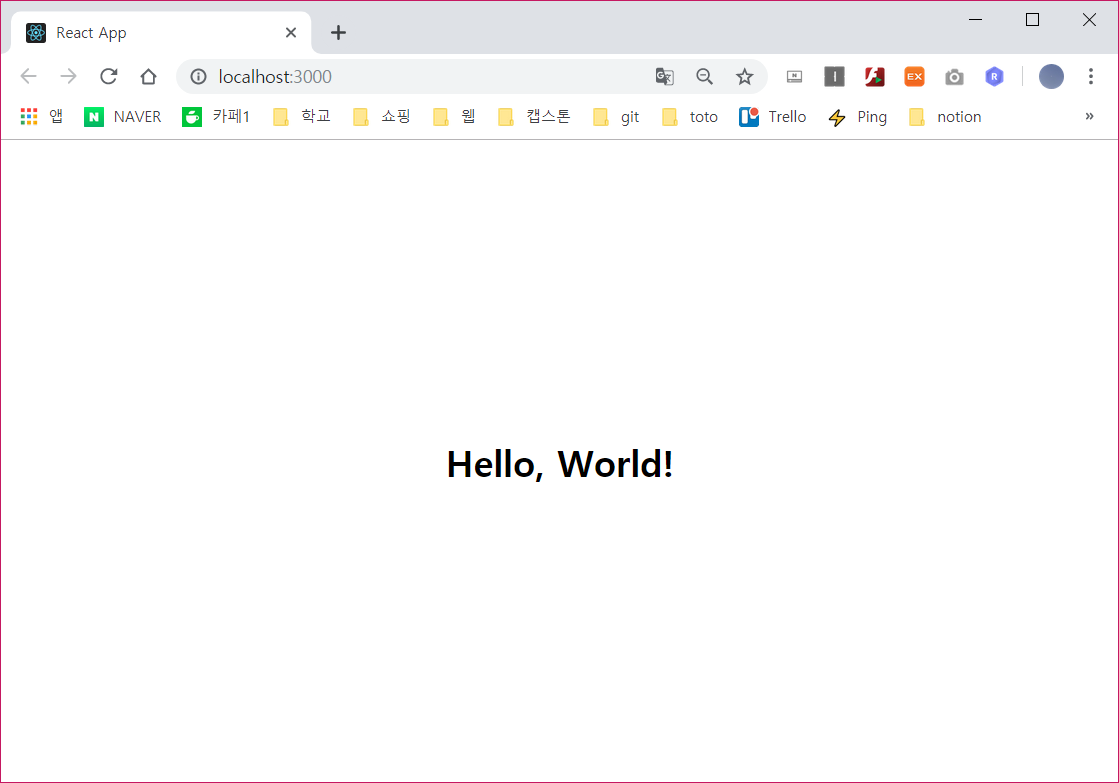 React App
localhost:3000
앱 NAVER 카페1 학교 쇼핑 웹 캡스톤 git toto Trello Ping notion »
Hello, World!